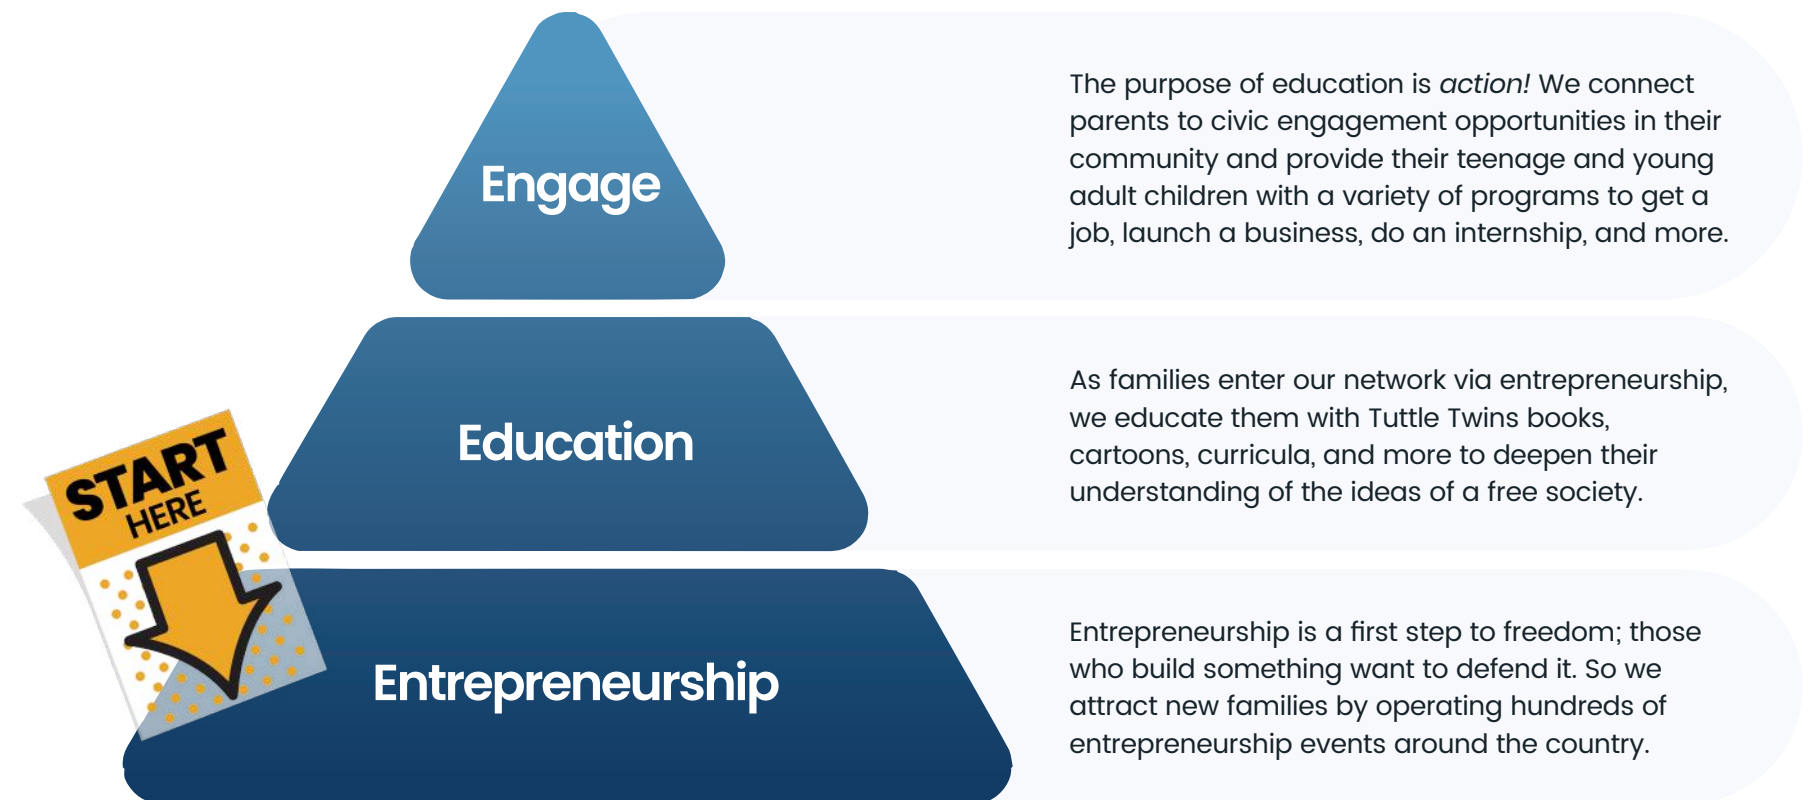 Engage
The purpose of education is action! We connect
parents to civic engagement opportunities in their
community and provide their teenage and young
adult children with a variety of programs to get a
job, launch a business, do an internship, and more.
Education
As families enter our network via entrepreneurship,
we educate them with Tuttle Twins books,
cartoons, curricula, and more to deepen their
understanding of the ideas of a free society.
START
HERE
Entrepreneurship
Entrepreneurship is a first step to freedom; those
who build something want to defend it. So we
attract new families by operating hundreds of
entrepreneurship events around the country.